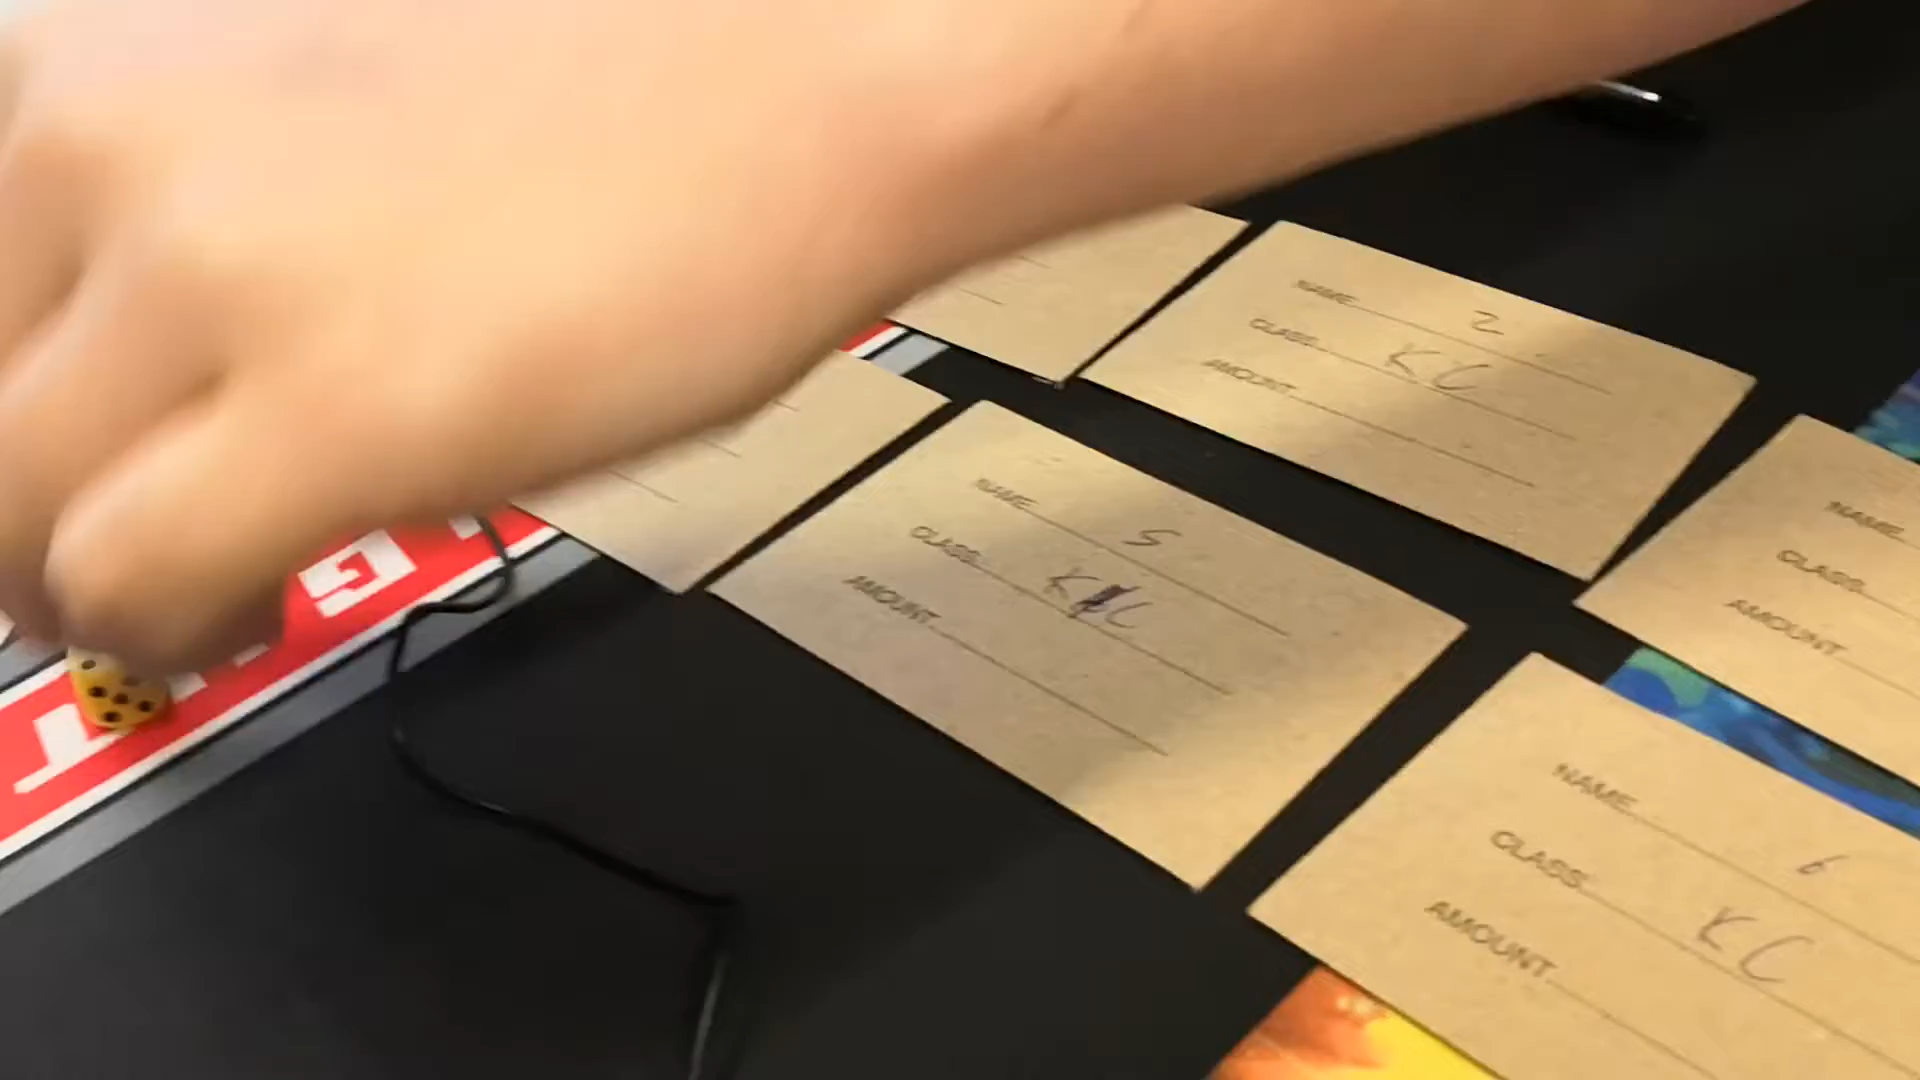 NAME 2
CLASS KC
AMOUNT
NAME 5
CLASS KC
AMOUNT
NAME
CLASS
AMOUNT
NAME 6
CLASS KC
AMOUNT
G
T